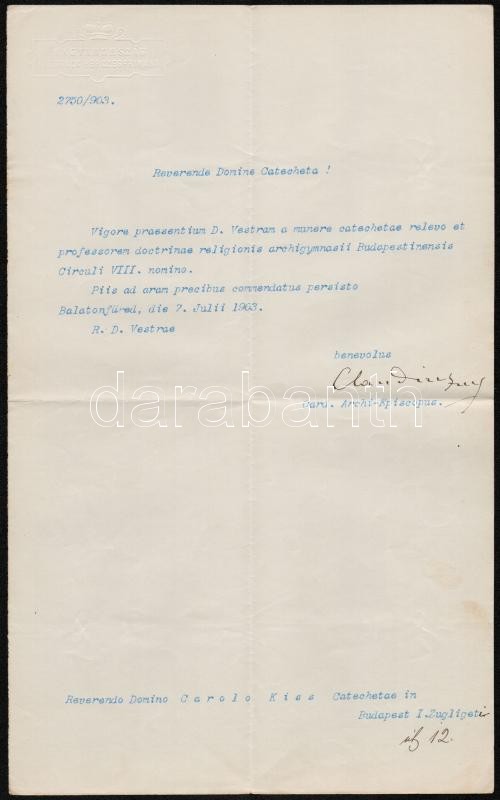 2750/903.
Reverende Domine Catecheta !
Vigore praesentium D. Vestram a munere catechetae relevo et
professorem doctrinae religionis archigymnasii Budapestinensis
Circuli VIII. nomino.
Piis ad aram precibus commendatus persisto
Balatonfüred, die 7. Julii 1903.
R. D. Vestrae
benevolus
darabanth
Card. Archi-Episcopus.
Reverendo Domino Carolo Kiss Catechetae in
Budapest I.Zugligeti
12.